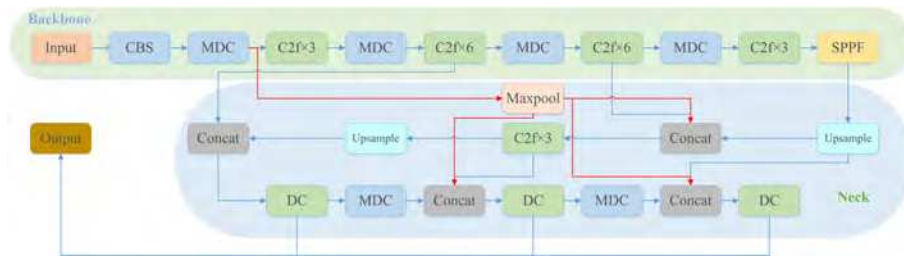 Backbone
Input CBS MDC C2f×3 MDC C2f×6 MDC C2f×6 MDC C2f×3 SPPF
Maxpool
Output Concat Upsample C2f×3 Concat Upsample
DC MDC Concat DC MDC Concat DC Neck